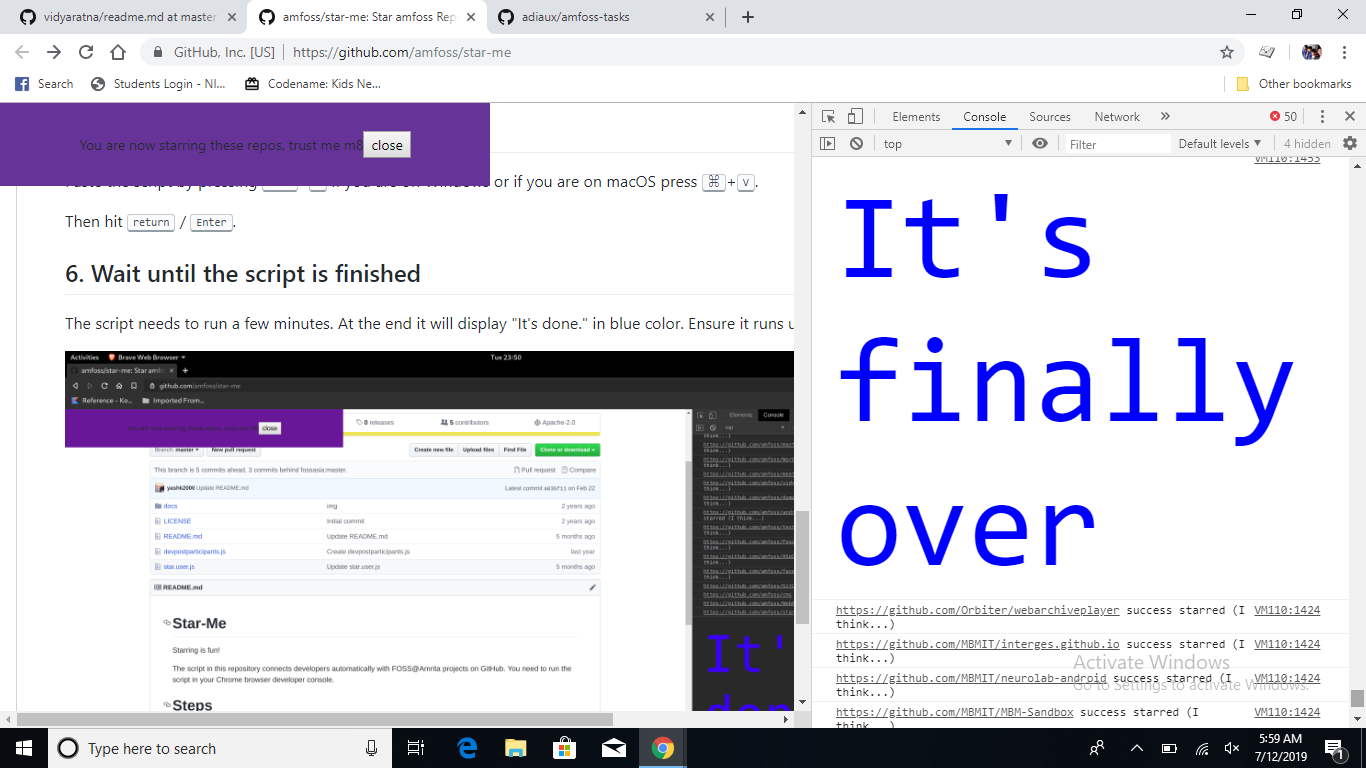 vidyaratna/readme.md at master
amfoss/star-me: Star amfoss Rep
adiaux/amfoss-tasks
GitHub, Inc. [US]
https://github.com/amfoss/star-me
Search
Students Login - NI...
Codename: Kids Ne...
Other bookmarks
You are now starring these repos, trust me m8
close
or if you are on macOS press ⌘+V.
Then hit return / Enter.
6. Wait until the script is finished
The script needs to run a few minutes. At the end it will display "It's done." in blue color. Ensure it runs u
Activities
Brave Web Browser
Tue 23:50
amfoss/star-me: Star amf
github.com/amfoss/star-me
Reference - Ko...
Imported From...
close
0 releases
5 contributors
Apache-2.0
Branch: master
New pull request
Create new file
Upload files
Find File
Clone or download
This branch is 5 commits ahead, 3 commits behind fossasia:master.
Pull request
Compare
yashk2000 Update README.md
Latest commit a835f11 on Feb 22
docs
img
2 years ago
LICENSE
Initial commit
2 years ago
README.md
Update README.md
5 months ago
devpostparticipants.js
Create devpostparticipants.js
last year
star.user.js
Update star.user.js
5 months ago
README.md
Star-Me
Starring is fun!
The script in this repository connects developers automatically with FOSS@Amrita projects on GitHub. You need to run the
script in your Chrome browser developer console.
Steps
Elements
Console
top
It'
Elements
Console
Sources
Network
50
top
Filter
Default levels
4 hidden
VM110:1453
It's
finally
over
https://github.com/Orbiter/webarchiveplayer success starred (I
think...)
VM110:1424
https://github.com/MBMIT/interges.github.io success starred (I
think...)
VM110:1424
https://github.com/MBMIT/neurolab-android success starred (I
think...)
VM110:1424
https://github.com/MBMIT/MBM-Sandbox success starred (I
think...)
VM110:1424
Activate Windows
Go to Settings to activate Windows.
Type here to search
5:59 AM
7/12/2019
1